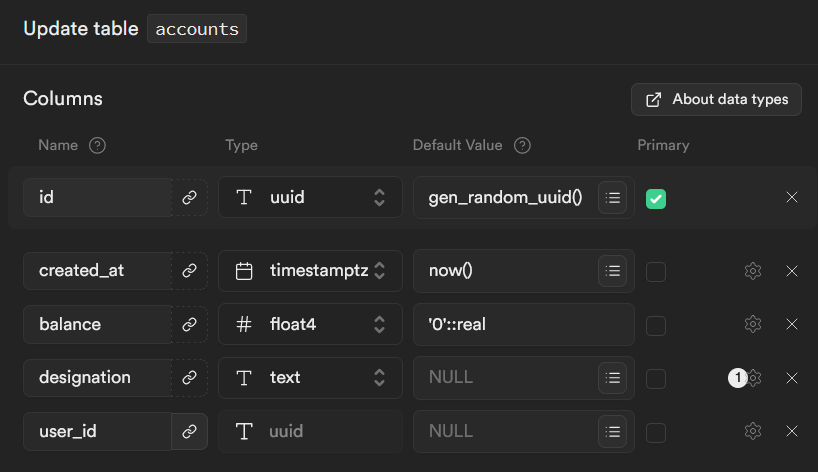 Update table accounts
Columns
About data types
Name ? Type Default Value ? Primary
id T uuid gen_random_uuid()
created_at timestamptz now()
balance # float4 '0'::real
designation T text NULL 1
user_id T uuid NULL